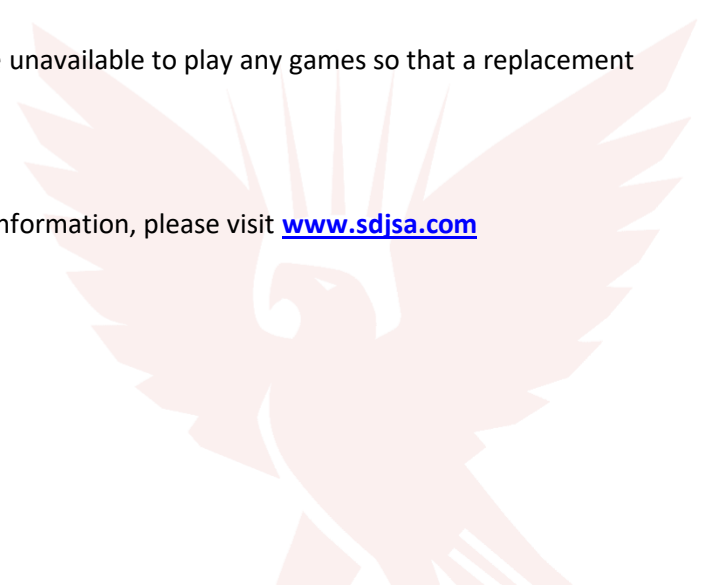 unavailable to play any games so that a replacement
nformation, please visit www.sdjsa.com